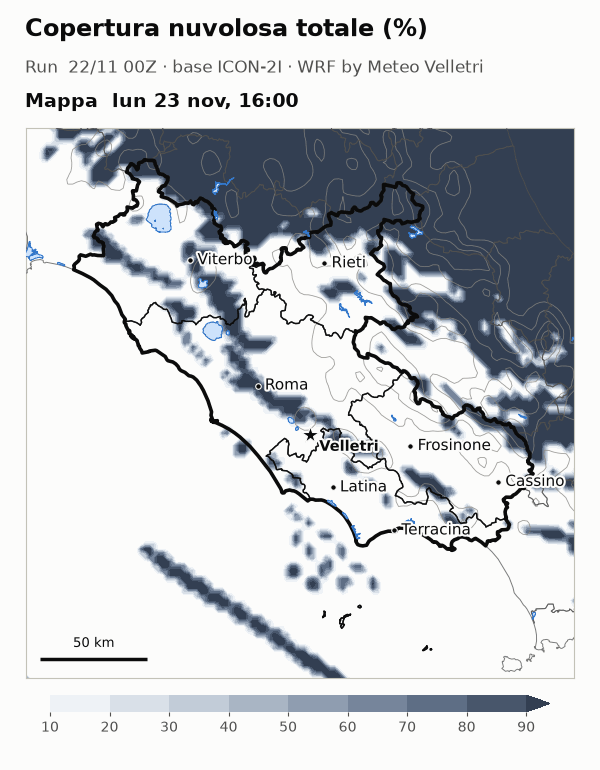 Copertura nuvolosa totale (%)
Run  22/11 00Z · base ICON-2I · WRF by Meteo Velletri
Mappa  lun 23 nov, 16:00
Viterbo
Rieti
Roma
Velletri
Frosinone
Cassino
Latina
Terracina
50 km
10 20 30 40 50 60 70 80 90